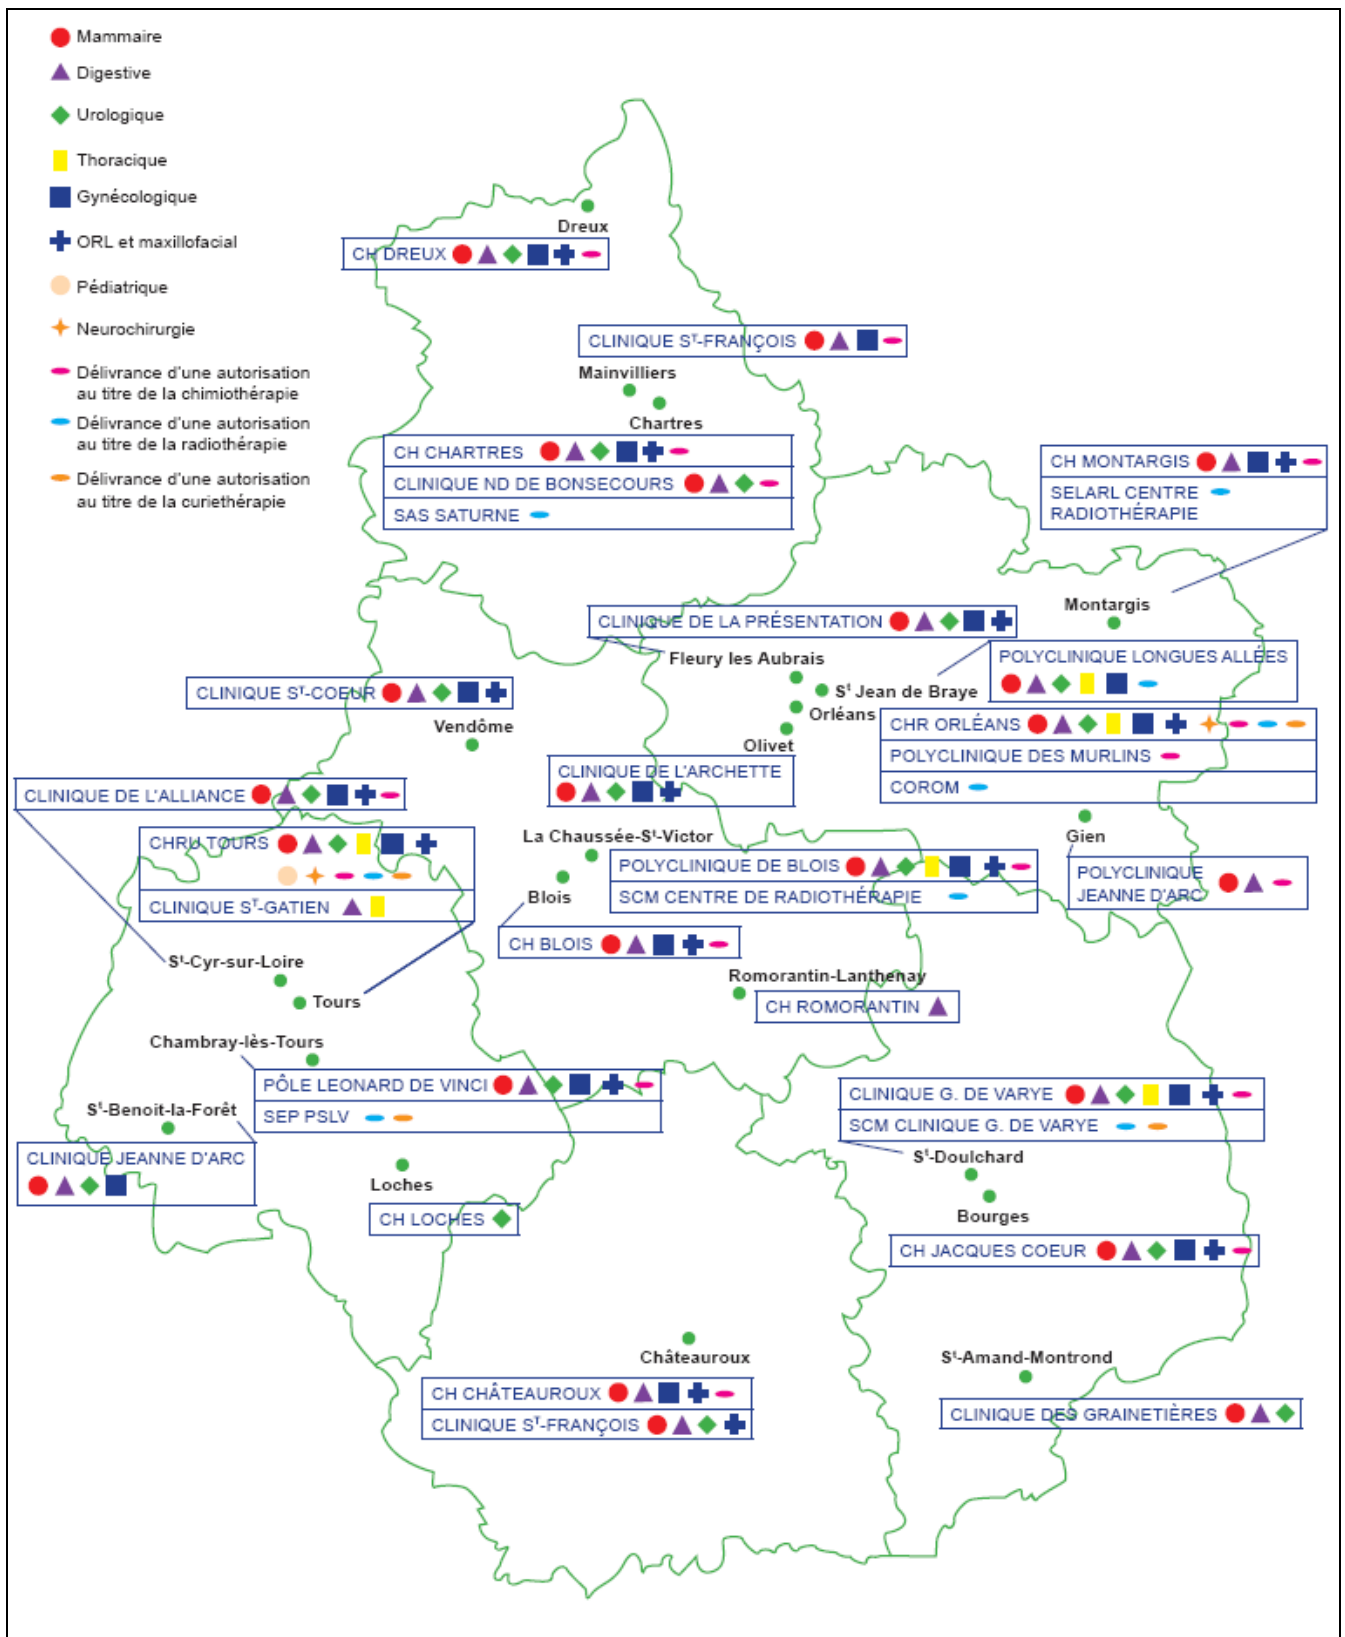 Mammaire
Digestive
Urologique
Thoracique
Gynécologique
ORL et maxillofacial
Pédiatrique
Neurochirurgie
Délivrance d'une autorisation
au titre de la chimiothérapie
Délivrance d'une autorisation
au titre de la radiothérapie
Délivrance d'une autorisation
au titre de la curiethérapie
Dreux
CH DREUX
CLINIQUE Sᵀ-FRANÇOIS
Mainvilliers
Chartres
CH CHARTRES
CLINIQUE ND DE BONSECOURS
SAS SATURNE
CH MONTARGIS
SELARL CENTRE
RADIOTHÉRAPIE
Montargis
CLINIQUE DE LA PRÉSENTATION
Fleury les Aubrais
POLYCLINIQUE LONGUES ALLÉES
Sᵗ Jean de Braye
Orléans
Olivet
CHR ORLÉANS
POLYCLINIQUE DES MURLINS
COROM
CLINIQUE Sᵀ-COEUR
Vendôme
CLINIQUE DE L'ARCHETTE
CLINIQUE DE L'ALLIANCE
CHRU TOURS
CLINIQUE Sᵀ-GATIEN
La Chaussée-Sᵗ-Victor
Blois
POLYCLINIQUE DE BLOIS
SCM CENTRE DE RADIOTHÉRAPIE
CH BLOIS
Gien
POLYCLINIQUE
JEANNE D'ARC
Sᵗ-Cyr-sur-Loire
Tours
Romorantin-Lanthenay
CH ROMORANTIN
Chambray-lès-Tours
PÔLE LEONARD DE VINCI
SEP PSLV
Sᵗ-Benoit-la-Forêt
CLINIQUE JEANNE D'ARC
Loches
CH LOCHES
CLINIQUE G. DE VARYE
SCM CLINIQUE G. DE VARYE
Sᵗ-Doulchard
Bourges
CH JACQUES COEUR
Châteauroux
CH CHÂTEAUROUX
CLINIQUE Sᵀ-FRANÇOIS
Sᵗ-Amand-Montrond
CLINIQUE DES GRAINETIÈRES